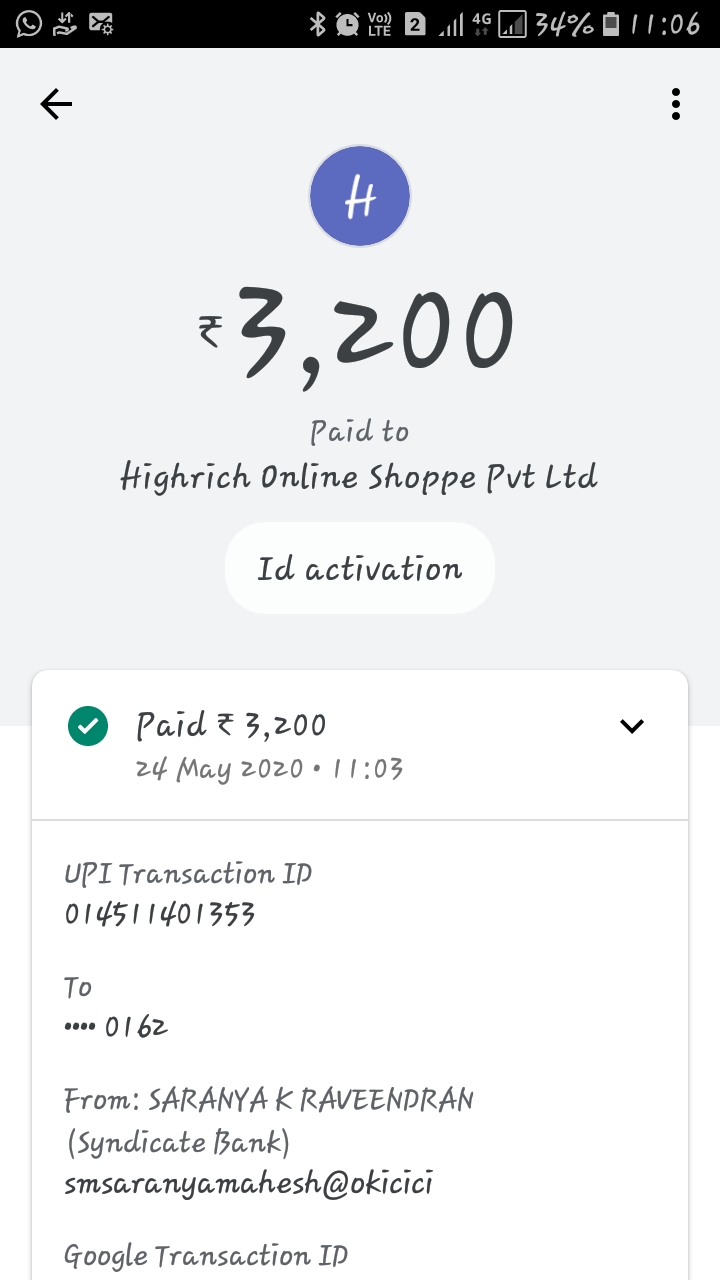 Vo)) LTE 2 4G 34% 11:06
H
₹3,200
Paid to
Highrich Online Shoppe Pvt Ltd
Id activation
Paid ₹ 3,200
24 May 2020 • 11:03
UPI Transaction ID
014511401353
To
•••• 0162
From: SARANYA K RAVEENDRAN
(Syndicate Bank)
smsaranyamahesh@okicici
Google Transaction ID